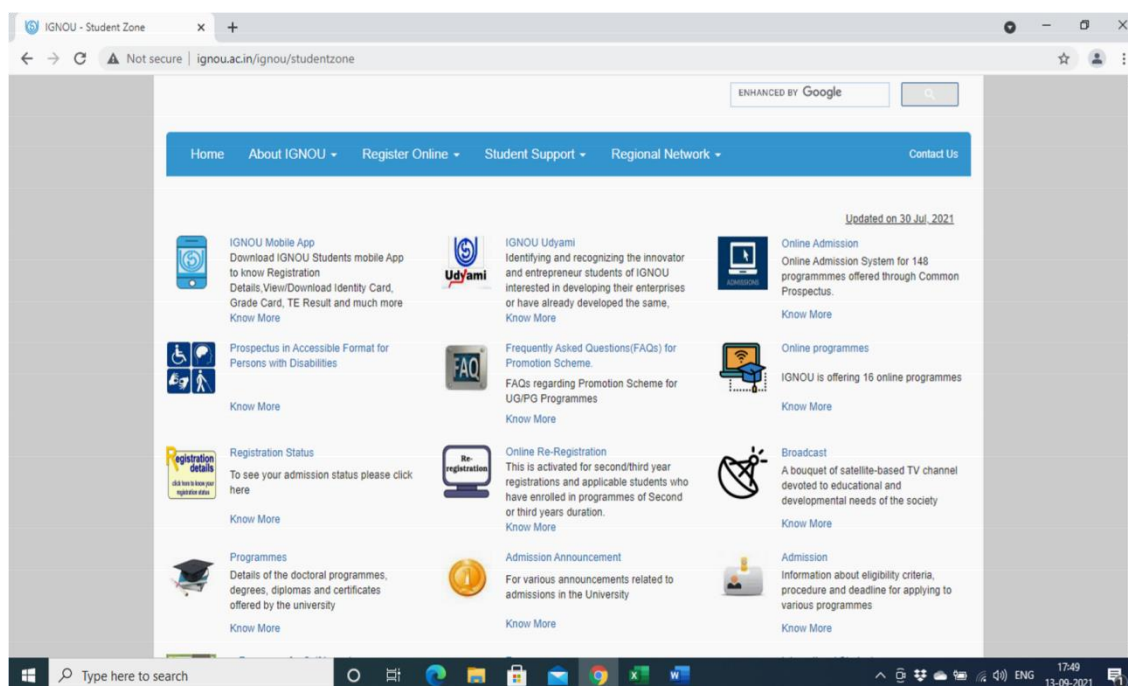 IGNOU - Student Zone
Not secure | ignou.ac.in/ignou/studentzone
ENHANCED BY Google
Home About IGNOU Register Online Student Support Regional Network Contact Us
Updated on 30 Jul, 2021
IGNOU Mobile App
Download IGNOU Students mobile App
to know Registration
Details,View/Download Identity Card,
Grade Card, TE Result and much more
Know More
Udyami
IGNOU Udyami
Identifying and recognizing the innovator
and entrepreneur students of IGNOU
interested in developing their enterprises
or have already developed the same,
Know More
ADMISSIONS
Online Admission
Online Admission System for 148
programmmes offered through Common
Prospectus.
Know More
Prospectus in Accessible Format for
Persons with Disabilities
Know More
FAQ
Frequently Asked Questions(FAQs) for
Promotion Scheme.
FAQs regarding Promotion Scheme for
UG/PG Programmes
Know More
Online programmes
IGNOU is offering 16 online programmes
Know More
Registration
details
click here to know your
registration status
Registration Status
To see your admission status please click
here
Know More
Re-
registration
Online Re-Registration
This is activated for second/third year
registrations and applicable students who
have enrolled in programmes of Second
or third years duration.
Know More
Broadcast
A bouquet of satellite-based TV channel
devoted to educational and
developmental needs of the society
Know More
Programmes
Details of the doctoral programmes,
degrees, diplomas and certificates
offered by the university
Know More
Admission Announcement
For various announcements related to
admissions in the University
Know More
Admission
Information about eligibility criteria,
procedure and deadline for applying to
various programmes
Know More
Type here to search
ENG
17:49
13-09-2021